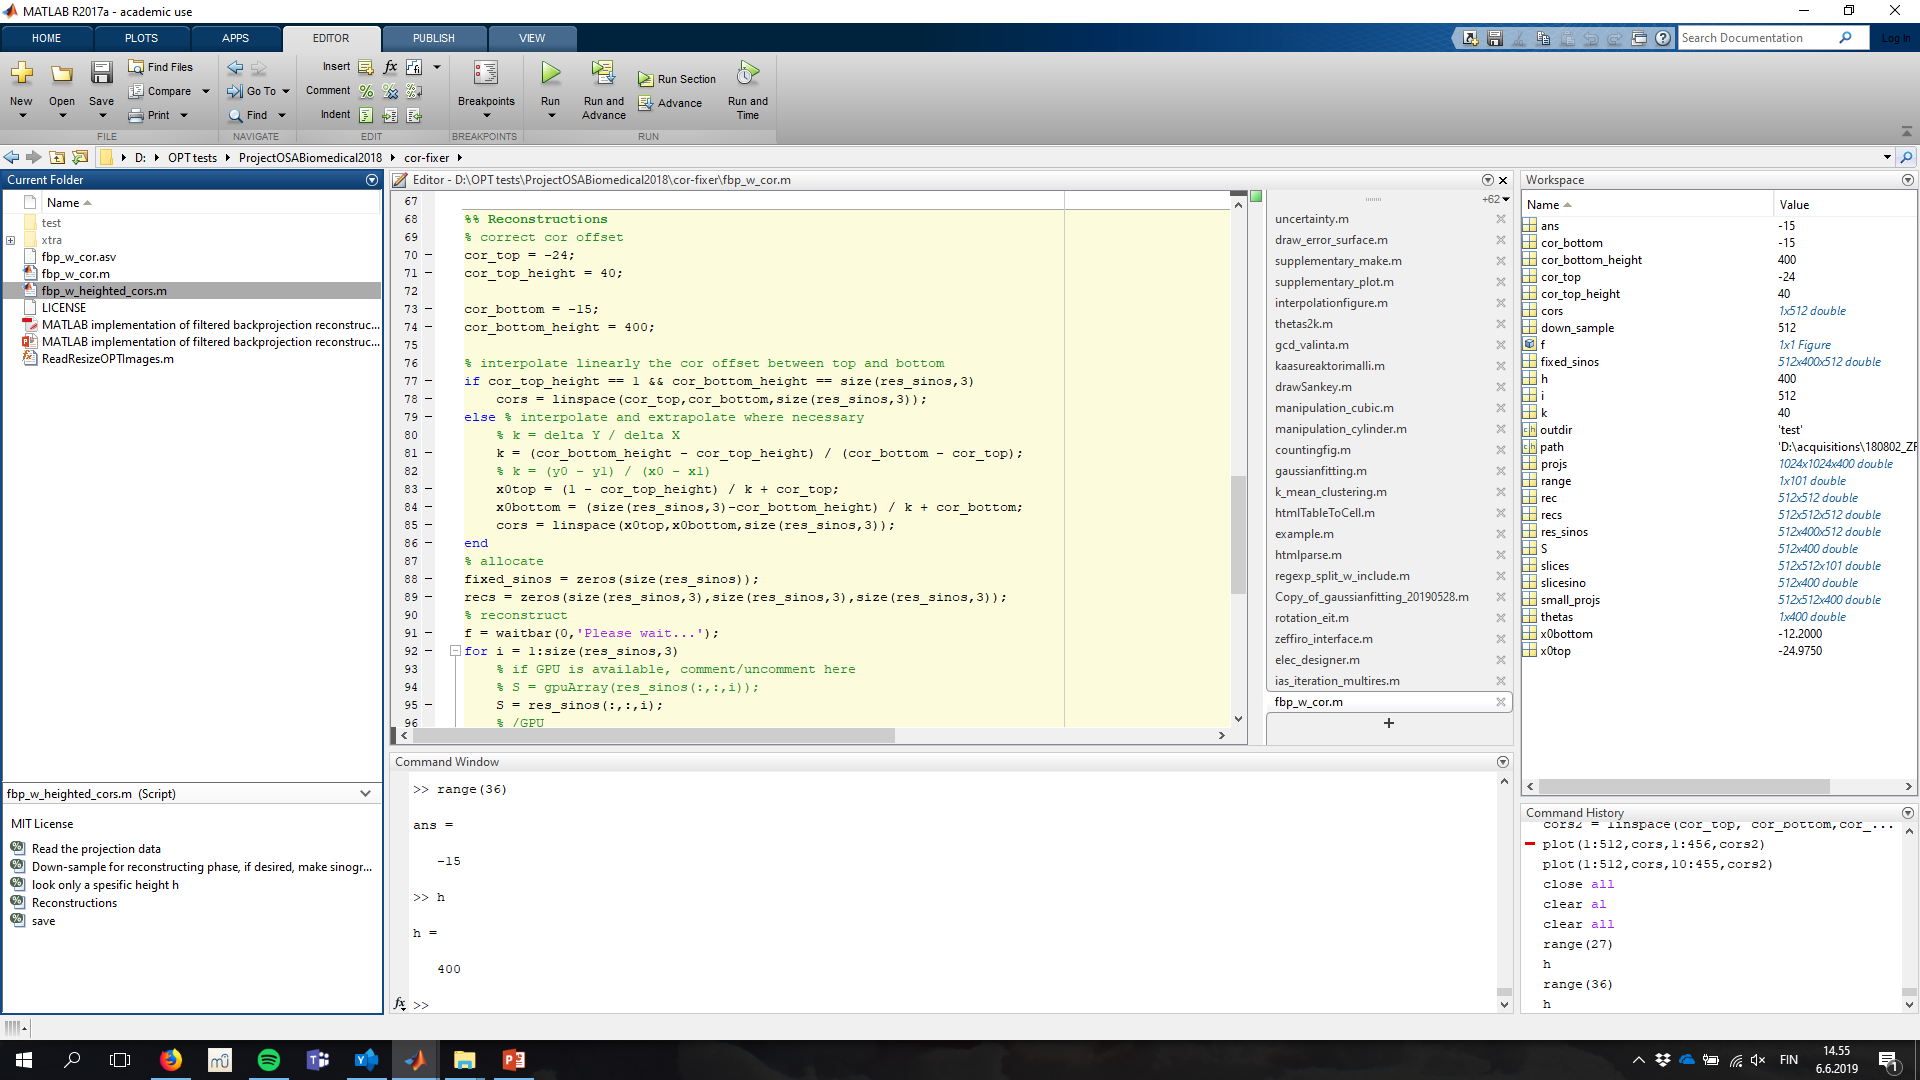 MATLAB R2017a - academic use
HOME PLOTS APPS EDITOR PUBLISH VIEW Search Documentation Log In
New Open Save Find Files Compare Print Go To Find Insert Comment Indent Breakpoints Run Run and Advance Run Section Advance Run and Time
FILE NAVIGATE EDIT BREAKPOINTS RUN
D: OPT tests ProjectOSABiomedical2018 cor-fixer
Current Folder
Name
test
xtra
fbp_w_cor.asv
fbp_w_cor.m
fbp_w_heighted_cors.m
LICENSE
MATLAB implementation of filtered backprojection reconstruc...
MATLAB implementation of filtered backprojection reconstruc...
ReadResizeOPTImages.m
fbp_w_heighted_cors.m (Script)
MIT License
Read the projection data
Down-sample for reconstructing phase, if desired, make sinogr...
look only a spesific height h
Reconstructions
save
Editor - D:\OPT tests\ProjectOSABiomedical2018\cor-fixer\fbp_w_cor.m
67
68 %% Reconstructions
69 % correct cor offset
70 – cor_top = -24;
71 – cor_top_height = 40;
72
73 – cor_bottom = -15;
74 – cor_bottom_height = 400;
75
76 % interpolate linearly the cor offset between top and bottom
77 – if cor_top_height == 1 && cor_bottom_height == size(res_sinos,3)
78 – cors = linspace(cor_top,cor_bottom,size(res_sinos,3));
79 – else % interpolate and extrapolate where necessary
80 % k = delta Y / delta X
81 – k = (cor_bottom_height - cor_top_height) / (cor_bottom - cor_top);
82 % k = (y0 - y1) / (x0 - x1)
83 – x0top = (1 - cor_top_height) / k + cor_top;
84 – x0bottom = (size(res_sinos,3)-cor_bottom_height) / k + cor_bottom;
85 – cors = linspace(x0top,x0bottom,size(res_sinos,3));
86 – end
87 % allocate
88 – fixed_sinos = zeros(size(res_sinos));
89 – recs = zeros(size(res_sinos,3),size(res_sinos,3),size(res_sinos,3));
90 % reconstruct
91 – f = waitbar(0,'Please wait...');
92 – for i = 1:size(res_sinos,3)
93 % if GPU is available, comment/uncomment here
94 % S = gpuArray(res_sinos(:,:,i));
95 – S = res_sinos(:,:,i);
96 % /GPU
+62
uncertainty.m
draw_error_surface.m
supplementary_make.m
supplementary_plot.m
interpolationfigure.m
thetas2k.m
gcd_valinta.m
kaasureaktorimalli.m
drawSankey.m
manipulation_cubic.m
manipulation_cylinder.m
countingfig.m
gaussianfitting.m
k_mean_clustering.m
htmlTableToCell.m
example.m
htmlparse.m
regexp_split_w_include.m
Copy_of_gaussianfitting_20190528.m
rotation_eit.m
zeffiro_interface.m
elec_designer.m
ias_iteration_multires.m
fbp_w_cor.m
Command Window
>> range(36)
ans =
-15
>> h
h =
400
fx >>
Workspace
Name Value
ans -15
cor_bottom -15
cor_bottom_height 400
cor_top -24
cor_top_height 40
cors 1x512 double
down_sample 512
f 1x1 Figure
fixed_sinos 512x400x512 double
h 400
i 512
k 40
outdir 'test'
path 'D:\acquisitions\180802_ZF
projs 1024x1024x400 double
range 1x101 double
rec 512x512 double
recs 512x512x512 double
res_sinos 512x400x512 double
S 512x400 double
slices 512x512x101 double
slicesino 512x400 double
small_projs 512x512x400 double
thetas 1x400 double
x0bottom -12.2000
x0top -24.9750
Command History
cors2 = linspace(cor_top, cor_bottom,cor_...
plot(1:512,cors,1:456,cors2)
plot(1:512,cors,10:455,cors2)
close all
clear al
clear all
range(27)
h
range(36)
h
FIN 14.55
6.6.2019
1